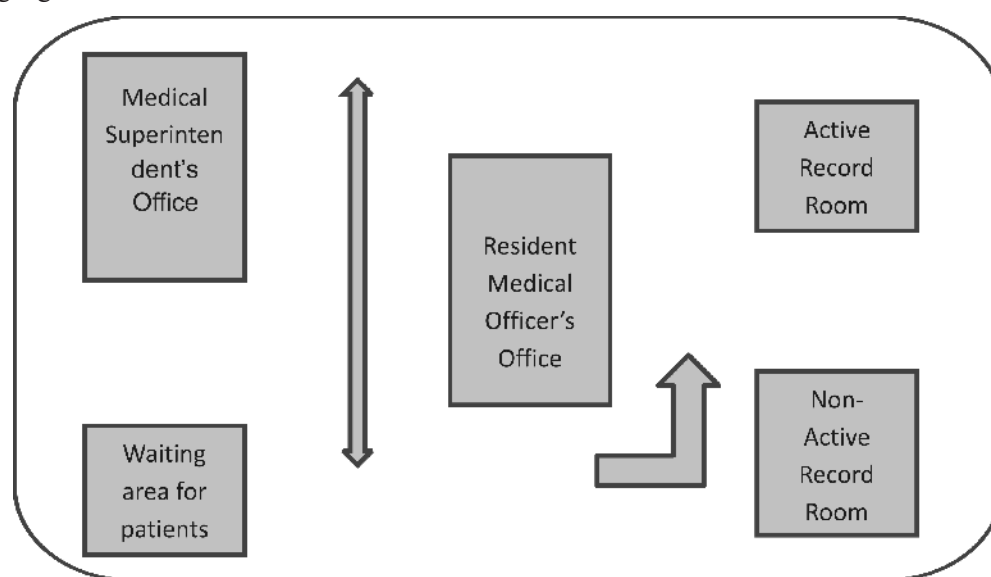 Medical
Superinten
dent's
Office
Active
Record
Room
Resident
Medical
Officer's
Office
Waiting
area for
patients
Non-
Active
Record
Room